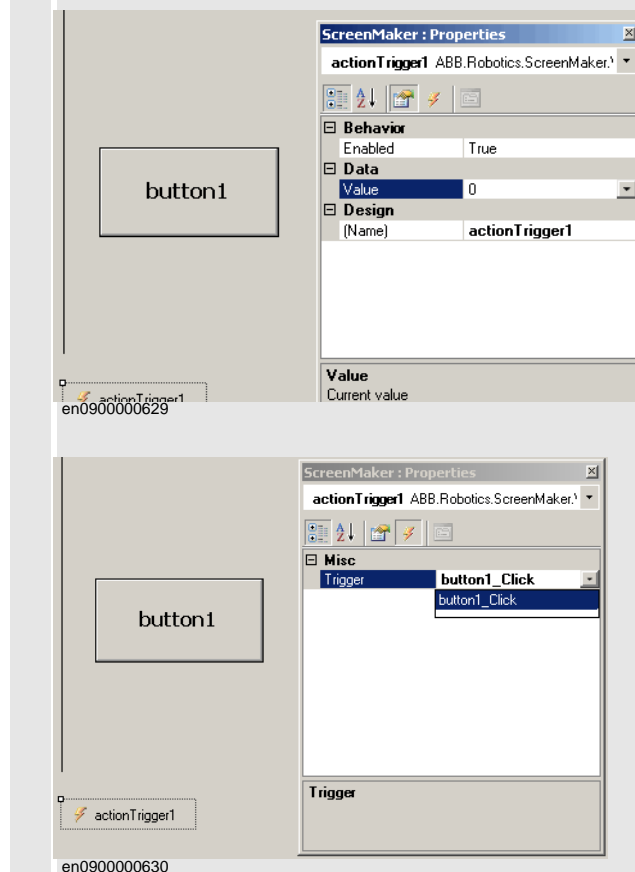 ScreenMaker : Properties
actionTrigger1 ABB.Robotics.ScreenMaker.
Behavior
Enabled True
Data
Value 0
Design
(Name) actionTrigger1
button1
Value
Current value
actionTrigger1
en0900000629
ScreenMaker : Properties
actionTrigger1 ABB.Robotics.ScreenMaker.
Misc
Trigger button1_Click
button1_Click
button1
Trigger
actionTrigger1
en0900000630